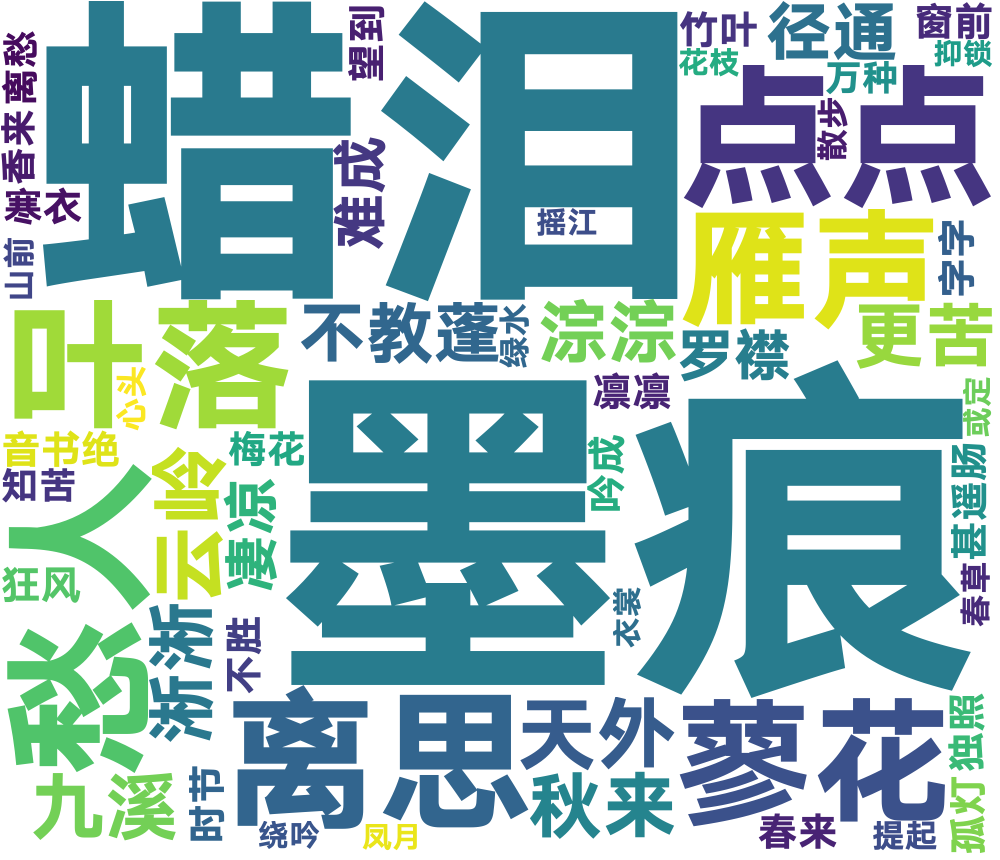 蜡泪
望到
竹叶
径通
窗前
花枝
抑锁
万种
点点
散步
离愁
香来
寒衣
难成
山前
摇江
雁声
字字
吅落
不教蓬
绿水
淙淙
罗襟
更苦
心头
墨痕
凛凛
或定
音书绝
梅花
吟成
知苦
云岭
甚遥肠
愁人
凄凉
狂风
春草
淅淅
不胜
衣裳
离思
天外
蓼花
独照
孤灯
九溪
时节
秋来
绕吟
凤月
春来
提起